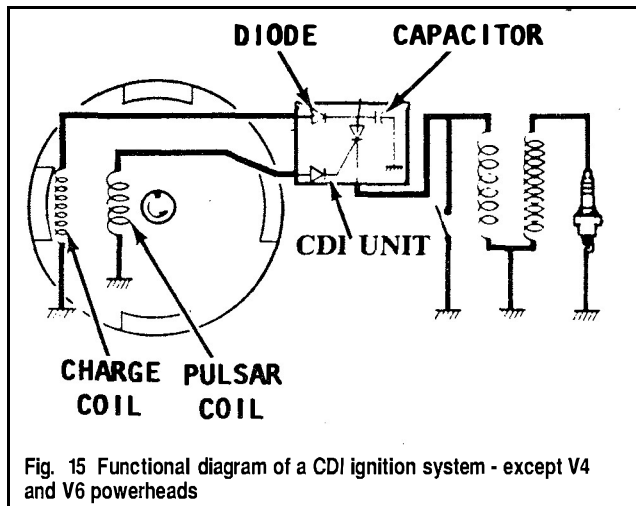 DIODE CAPACITOR
CDI UNIT
CHARGE COIL
PULSAR COIL
Fig. 15 Functional diagram of a CDI ignition system - except V4
and V6 powerheads